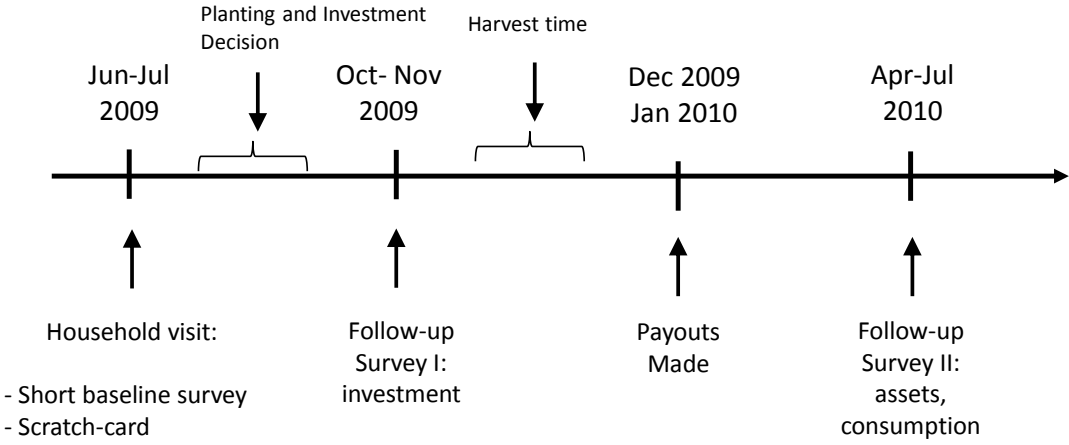 Planting and Investment
Decision
Harvest time
Jun-Jul
2009
Oct- Nov
2009
Dec 2009
Jan 2010
Apr-Jul
2010
Household visit:
- Short baseline survey
- Scratch-card
Follow-up
Survey I:
investment
Payouts
Made
Follow-up
Survey II:
assets,
consumption